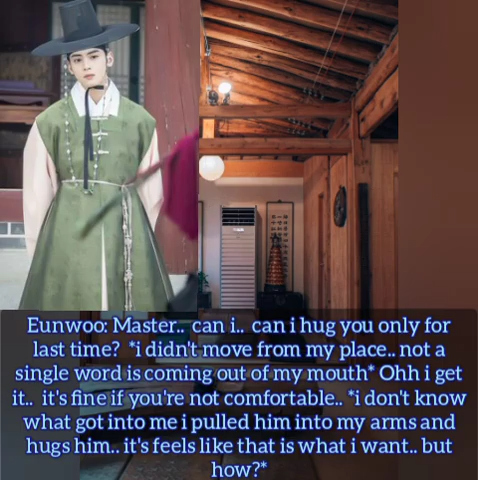 Eunwoo: Master.. can i.. can i hug you only for
last time? *i didn't move from my place.. not a
single word is coming out of my mouth* Ohh i get
it.. it's fine if you're not comfortable.. *i don't know
what got into me i pulled him into my arms and
hugs him.. it's feels like that is what i want.. but
how?*